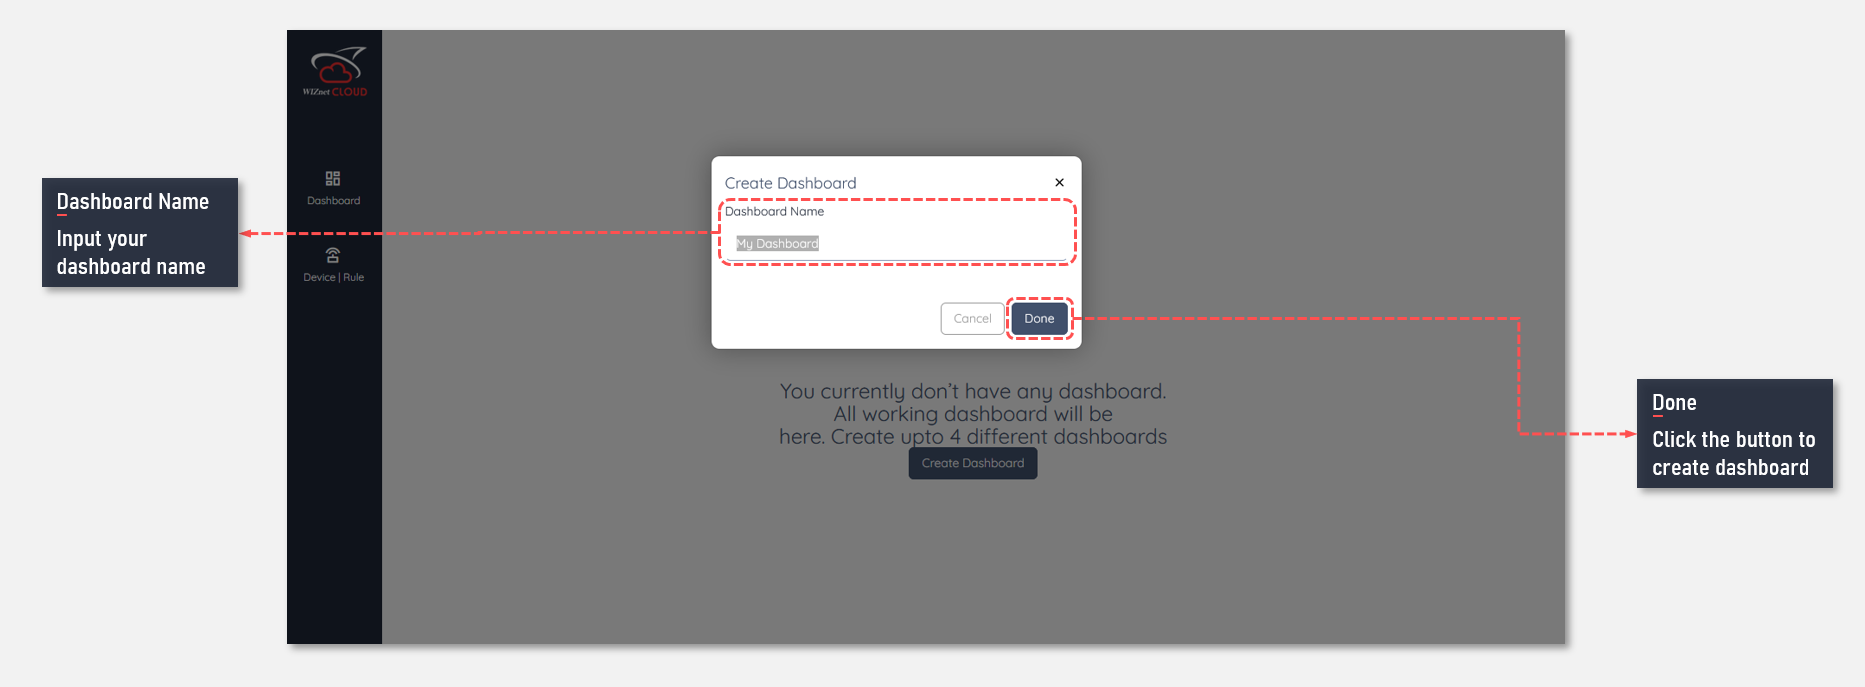 WIZnet CLOUD
Dashboard
Device | Rule
Dashboard Name
Input your
dashboard name
Create Dashboard
×
Dashboard Name
My Dashboard
Cancel
Done
You currently don't have any dashboard.
All working dashboard will be
here. Create upto 4 different dashboards
Create Dashboard
Done
Click the button to
create dashboard